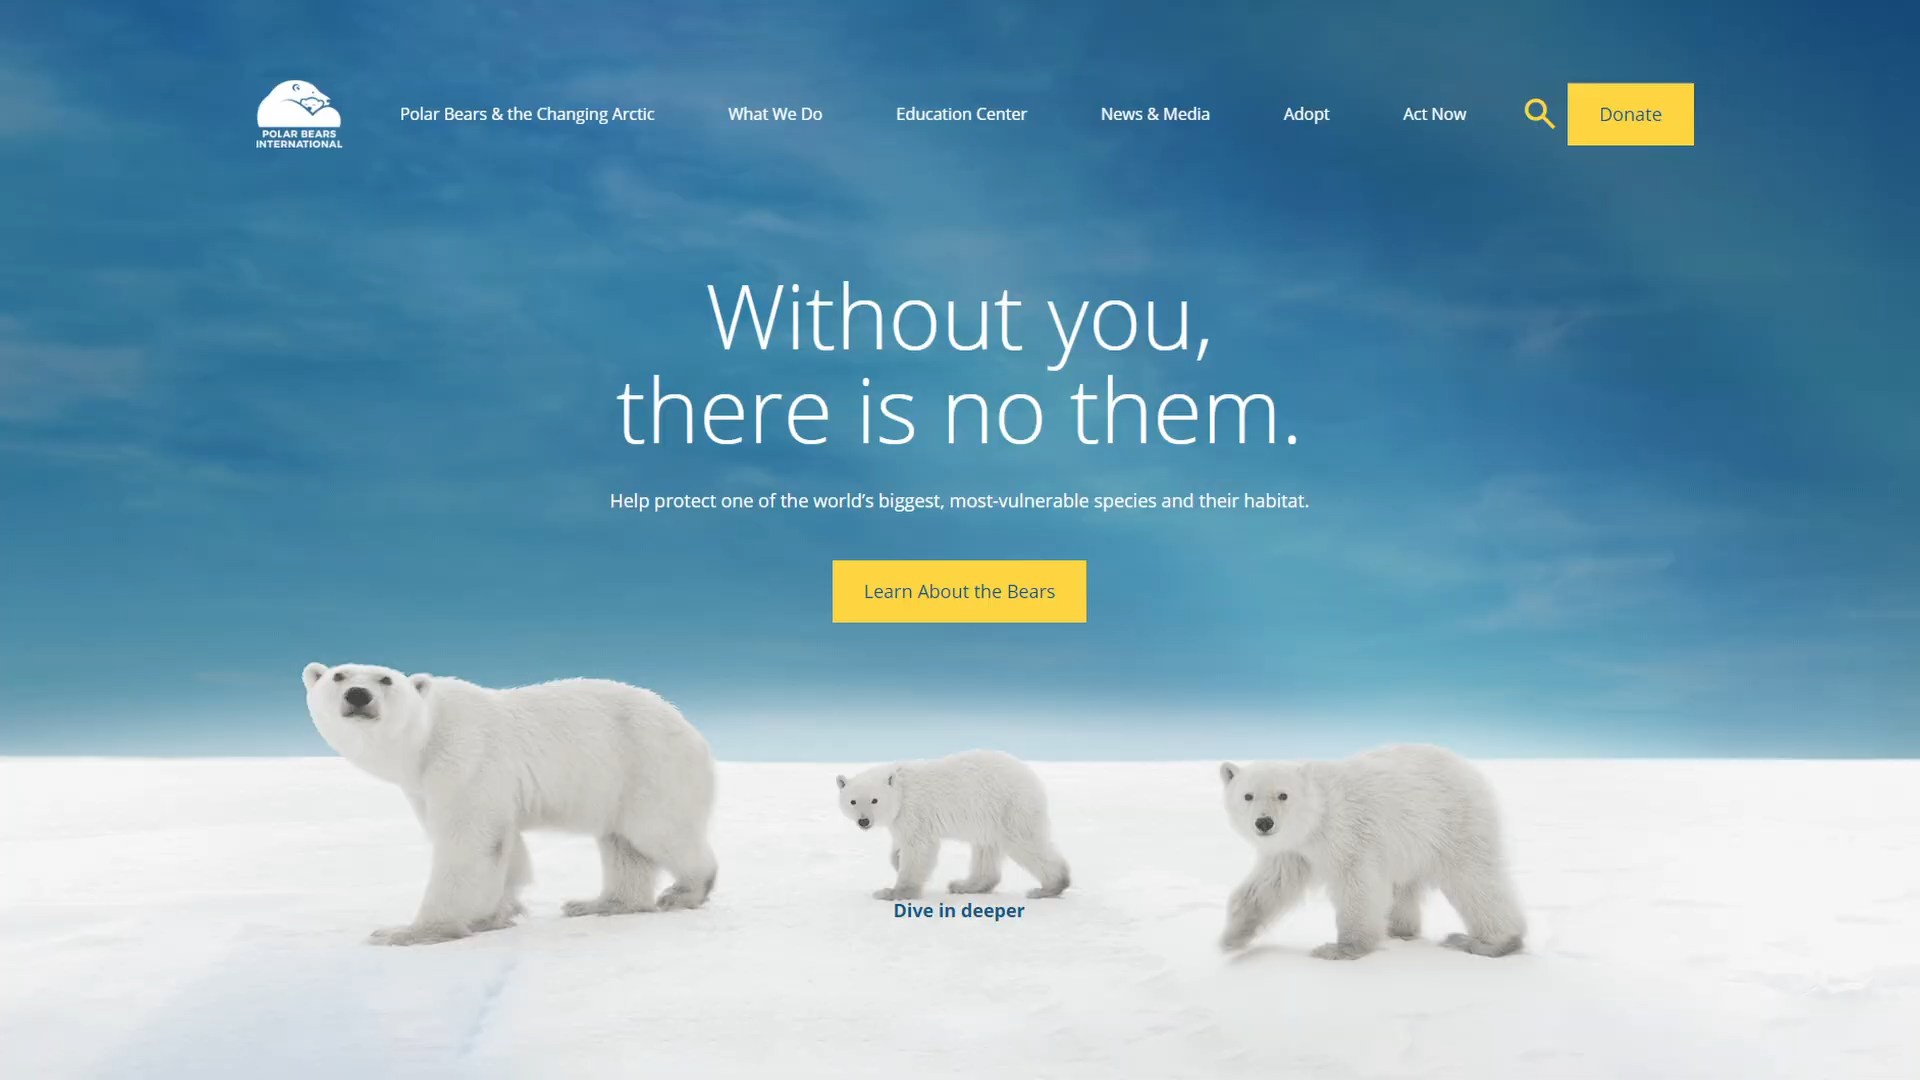 POLAR BEARS
INTERNATIONAL
Polar Bears & the Changing Arctic
What We Do
Education Center
News & Media
Adopt
Act Now
Donate
Without you,
there is no them.
Help protect one of the world’s biggest, most-vulnerable species and their habitat.
Learn About the Bears
Dive in deeper